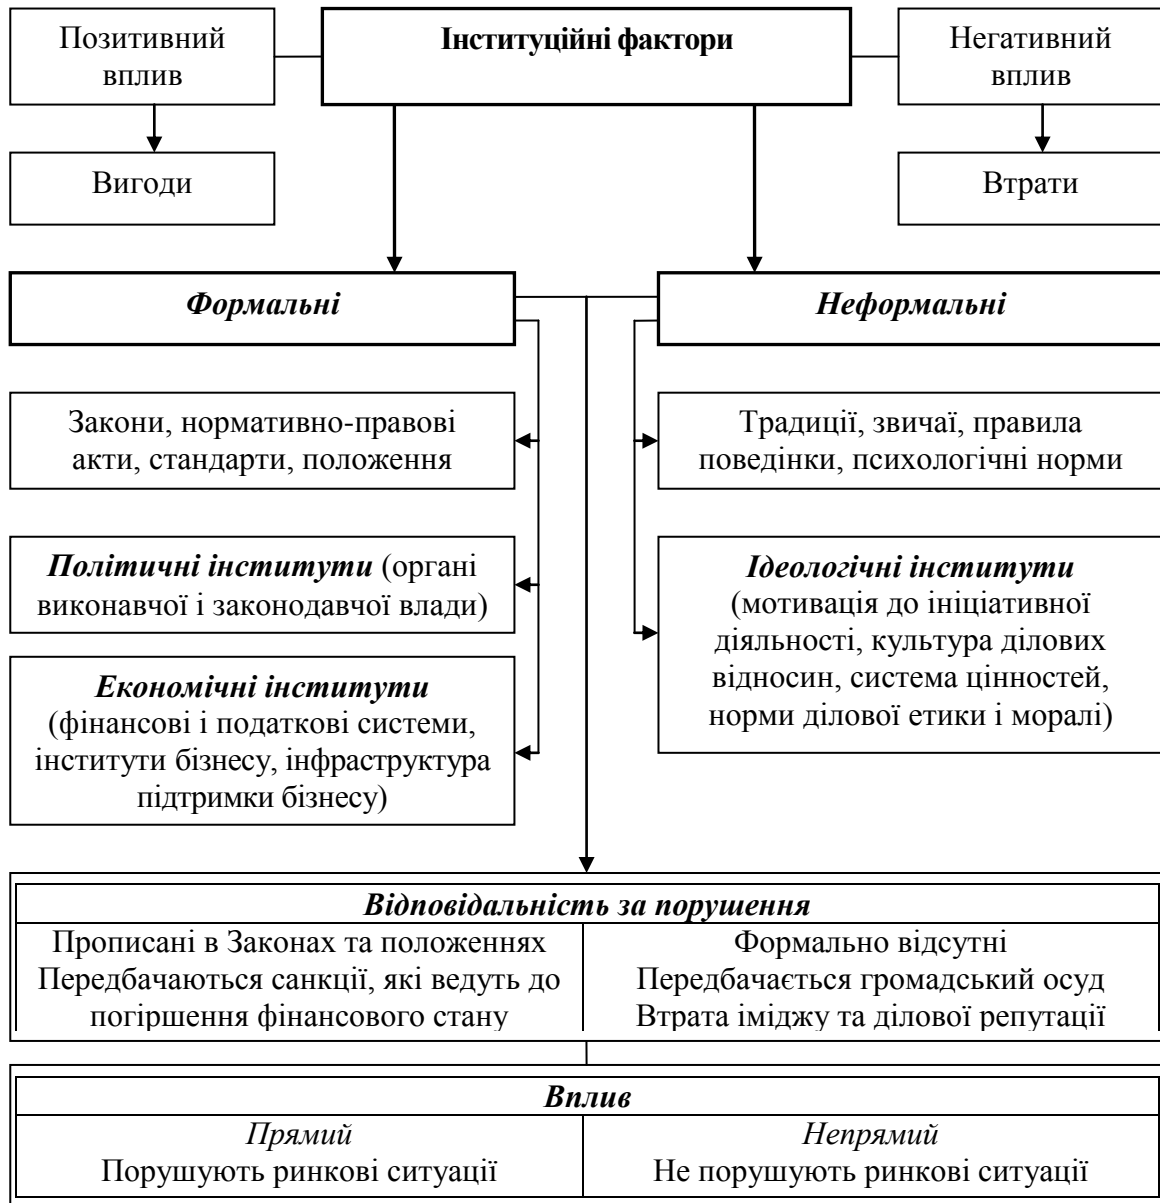 Позитивний
вплив
Інституційні фактори
Негативний
вплив
Вигоди
Втрати
Формальні
Неформальні
Закони, нормативно-правові
акти, стандарти, положення
Традиції, звичаї, правила
поведінки, психологічні норми
Політичні інститути (органі
виконавчої і законодавчої влади)
Ідеологічні інститути
(мотивація до ініціативної
діяльності, культура ділових
відносин, система цінностей,
норми ділової етики і моралі)
Економічні інститути
(фінансові і податкові системи,
інститути бізнесу, інфраструктура
підтримки бізнесу)
Відповідальність за порушення
Прописані в Законах та положеннях
Передбачаються санкції, які ведуть до
погіршення фінансового стану
Формально відсутні
Передбачається громадський осуд
Втрата іміджу та ділової репутації
Вплив
Прямий
Порушують ринкові ситуації
Непрямий
Не порушують ринкові ситуації